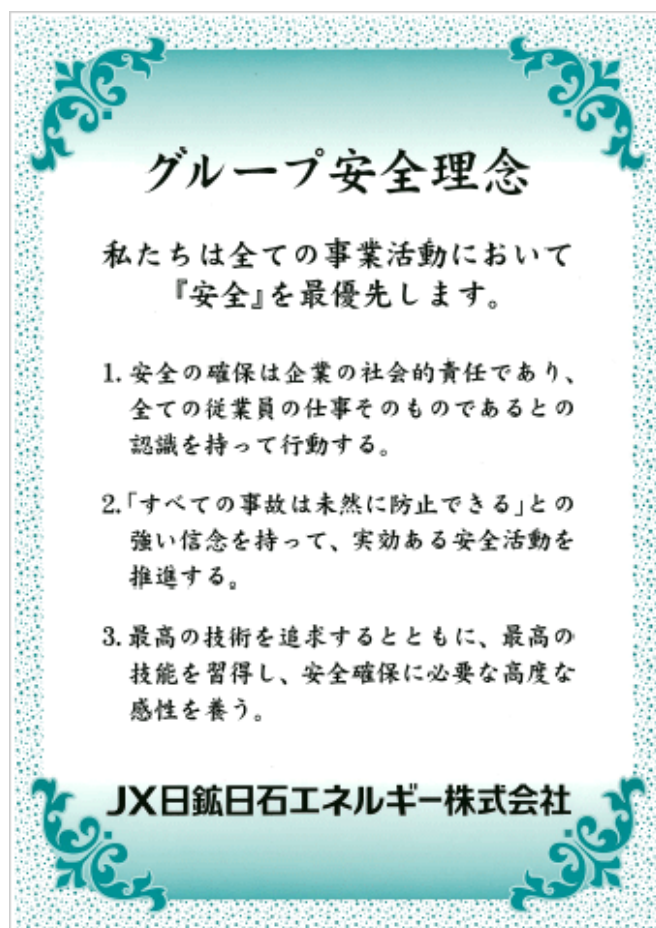 グループ安全理念
私たちは全ての事業活動において
『安全』を最優先します。
1. 安全の確保は企業の社会的責任であり、
全ての従業員の仕事そのものであるとの
認識を持って行動する。
2.「すべての事故は未然に防止できる」との
強い信念を持って、実効ある安全活動を
推進する。
3. 最高の技術を追求するとともに、最高の
技能を習得し、安全確保に必要な高度な
感性を養う。
JX日鉱日石エネルギー株式会社